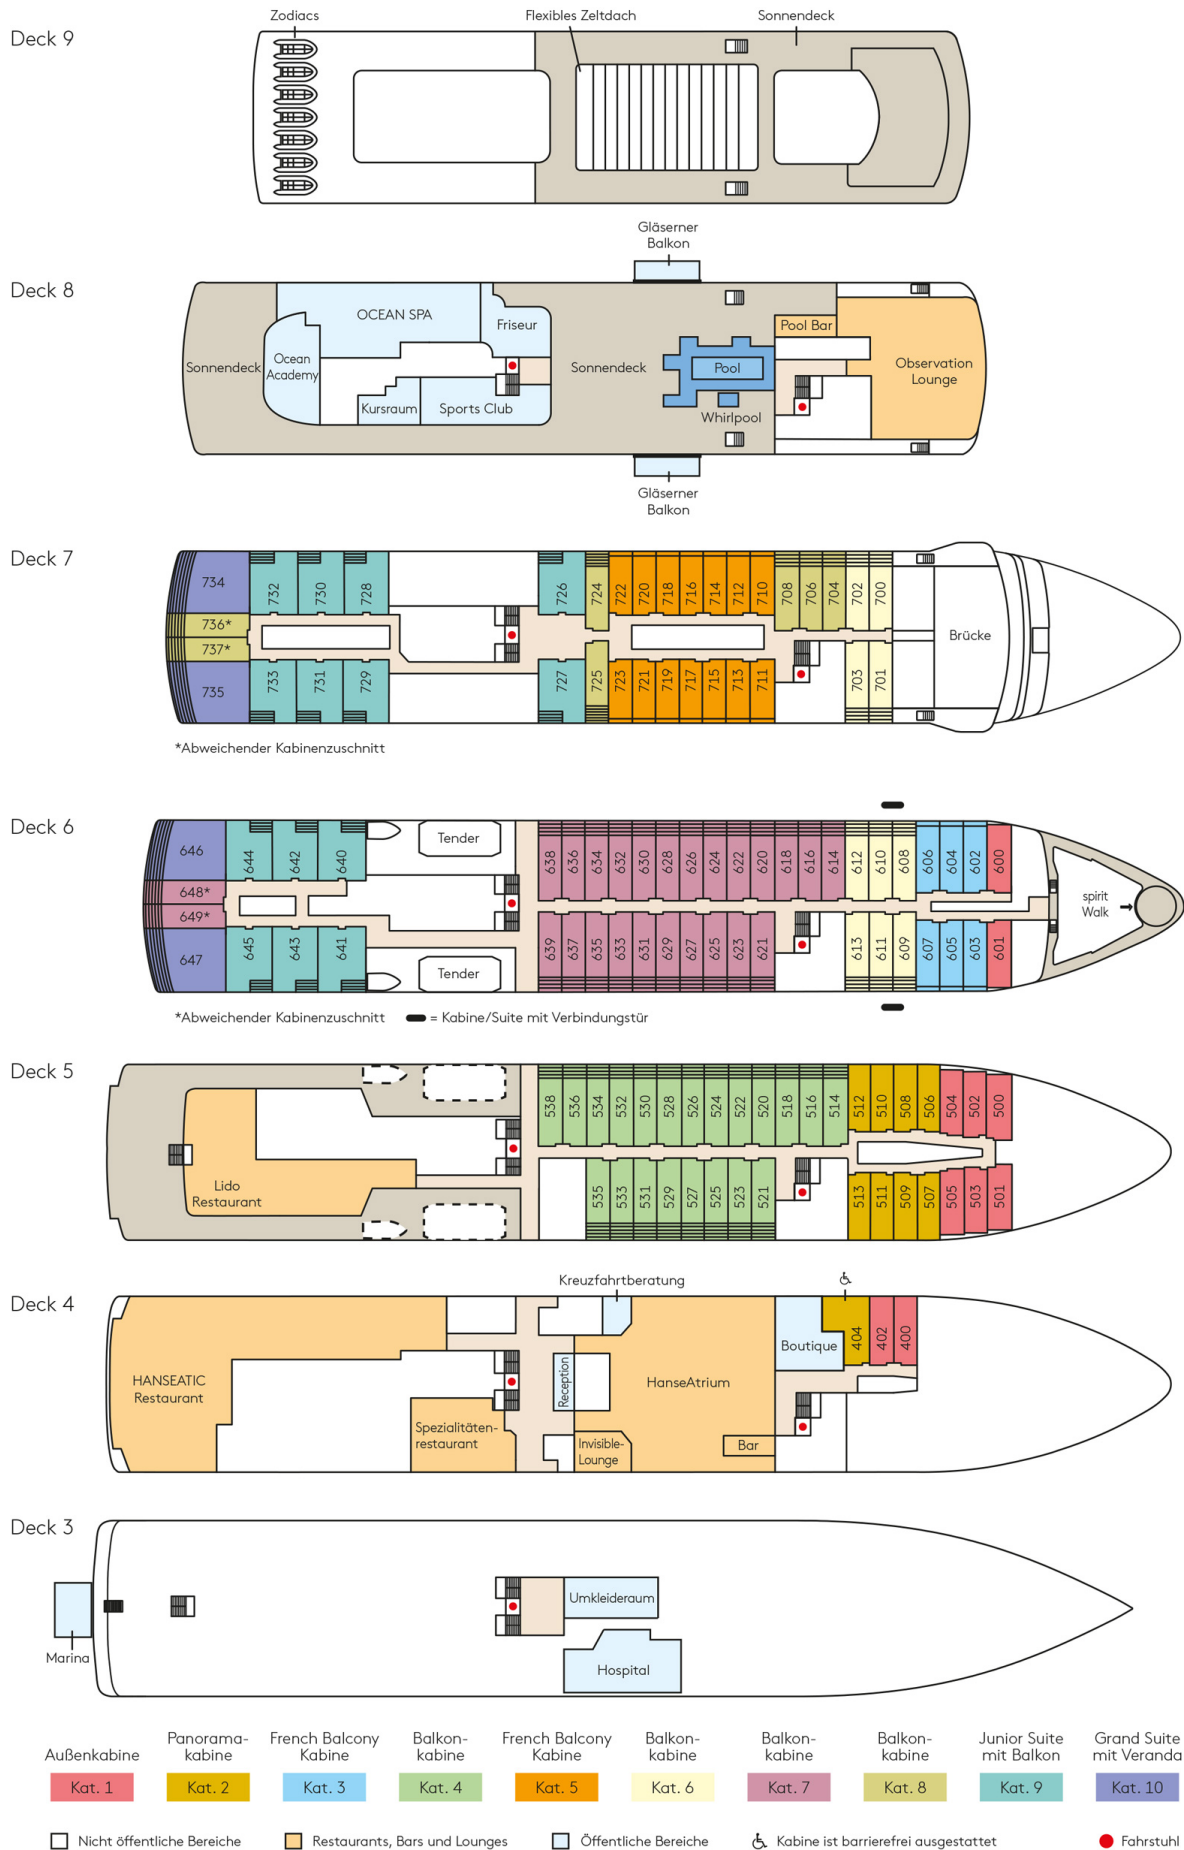 Zodiacs
Flexibles Zeltdach
Sonnendeck
Deck 9
Gläserner
Balkon
Deck 8
OCEAN SPA
Friseur
Pool Bar
Sonnendeck
Ocean
Academy
Sonnendeck
Pool
Observation
Lounge
Kursraum
Sports Club
Whirlpool
Gläserner
Balkon
Deck 7
734
732
730
728
726
724
722
720
718
716
714
712
710
708
706
704
702
700
736*
737*
Brücke
735
733
731
729
727
725
723
721
719
717
715
713
711
703
701
*Abweichender Kabinenzuschnitt
Deck 6
646
644
642
640
Tender
638
636
634
632
630
628
626
624
622
620
618
616
614
612
610
608
606
604
602
600
648*
649*
spirit
Walk
647
645
643
641
Tender
639
637
635
633
631
629
627
625
623
621
613
611
609
607
605
603
601
*Abweichender Kabinenzuschnitt
= Kabine/Suite mit Verbindungstür
Deck 5
538
536
534
532
530
528
526
524
522
520
518
516
514
512
510
508
506
504
502
500
Lido
Restaurant
535
533
531
529
527
525
523
521
513
511
509
507
505
503
501
Kreuzfahrtberatung
Deck 4
HANSEATIC
Restaurant
Reception
HanseAtrium
Boutique
404
402
400
Spezialitäten-
restaurant
Invisible-
Lounge
Bar
Deck 3
Umkleideraum
Marina
Hospital
Außenkabine
Kat. 1
Panorama-
kabine
Kat. 2
French Balcony
Kabine
Kat. 3
Balkon-
kabine
Kat. 4
French Balcony
Kabine
Kat. 5
Balkon-
kabine
Kat. 6
Balkon-
kabine
Kat. 7
Balkon-
kabine
Kat. 8
Junior Suite
mit Balkon
Kat. 9
Grand Suite
mit Veranda
Kat. 10
Nicht öffentliche Bereiche
Restaurants, Bars und Lounges
Öffentliche Bereiche
Kabine ist barrierefrei ausgestattet
Fahrstuhl